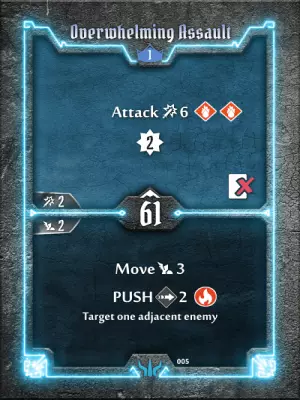 Overwhelming Assault
1
Attack 6
2
2
61
2
Move 3
PUSH 2
Target one adjacent enemy
005